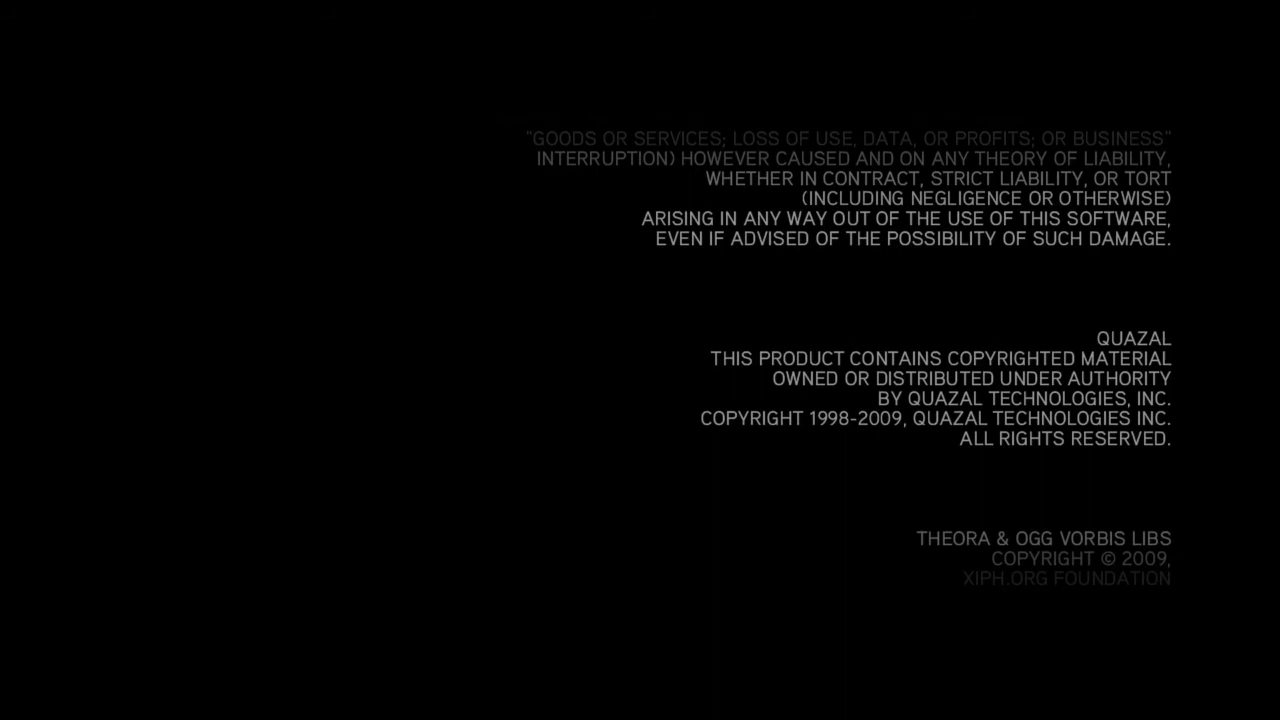 "GOODS OR SERVICES; LOSS OF USE, DATA, OR PROFITS; OR BUSINESS"
INTERRUPTION) HOWEVER CAUSED AND ON ANY THEORY OF LIABILITY,
WHETHER IN CONTRACT, STRICT LIABILITY, OR TORT
(INCLUDING NEGLIGENCE OR OTHERWISE)
ARISING IN ANY WAY OUT OF THE USE OF THIS SOFTWARE,
EVEN IF ADVISED OF THE POSSIBILITY OF SUCH DAMAGE.
QUAZAL
THIS PRODUCT CONTAINS COPYRIGHTED MATERIAL
OWNED OR DISTRIBUTED UNDER AUTHORITY
BY QUAZAL TECHNOLOGIES, INC.
COPYRIGHT 1998-2009, QUAZAL TECHNOLOGIES INC.
ALL RIGHTS RESERVED.
THEORA & OGG VORBIS LIBS
COPYRIGHT © 2009,
XIPH.ORG FOUNDATION